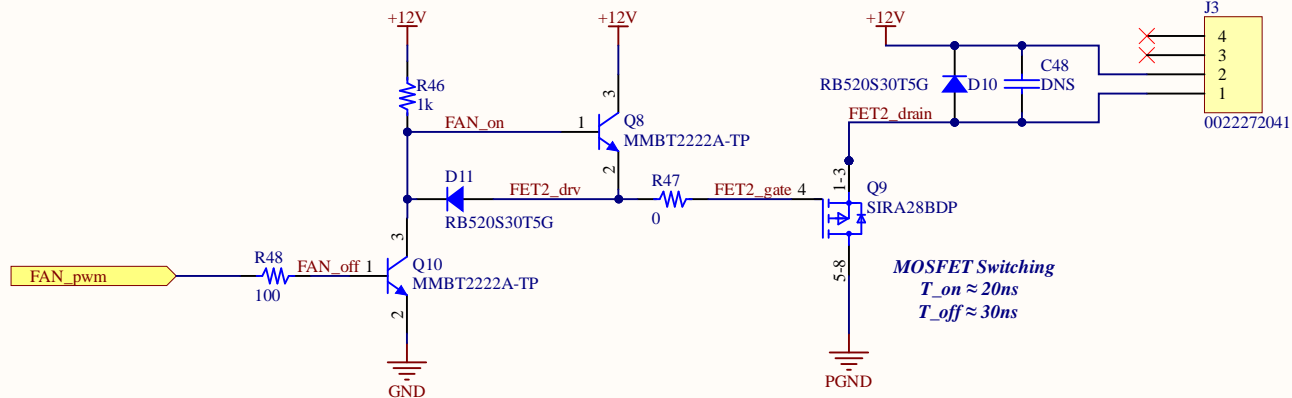 J3
+12V
+12V
+12V
4
3
2
1
0022272041
R46
1k
3
RB520S30T5G
D10
C48
DNS
FAN_on
1
Q8
MMBT2222A-TP
2
FET2_drain
D11
FET2_drv
RB520S30T5G
R47
0
FET2_gate
4
1-3
Q9
SIRA28BDP
5-8
3
R48
100
FAN_off
1
Q10
MMBT2222A-TP
2
FAN_pwm
MOSFET Switching
T_on ≈ 20ns
T_off ≈ 30ns
GND
PGND